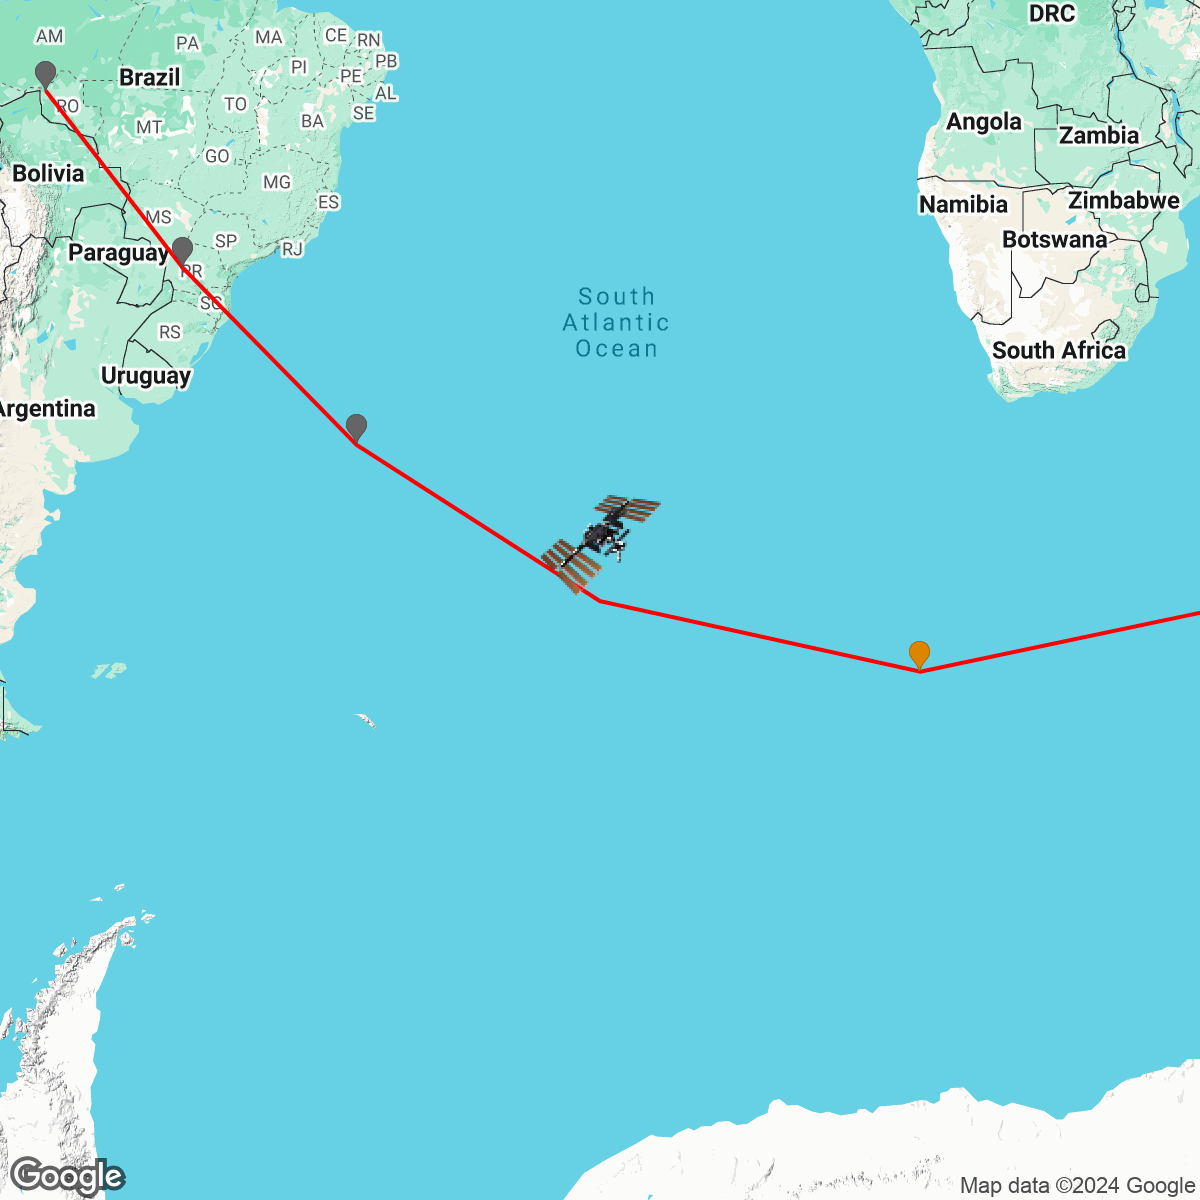 DRC
AM
PA
MA
CE
RN
PI
PB
Brazil
PE
AL
RO
TO
SE
BA
MT
Angola
Zambia
GO
Bolivia
MG
ES
Namibia
Zimbabwe
MS
SP
RJ
Botswana
Paraguay
PR
SC
South
Atlantic
Ocean
RS
South Africa
Uruguay
Argentina
Google
Map data ©2024 Google